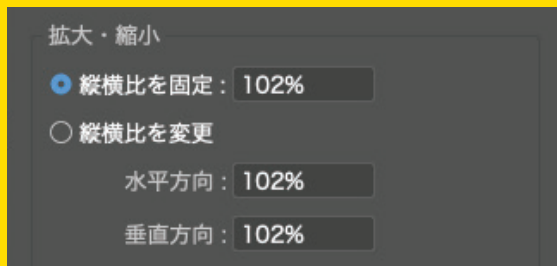 拡大・縮小
縦横比を固定 : 102%
縦横比を変更
水平方向 : 102%
垂直方向 : 102%